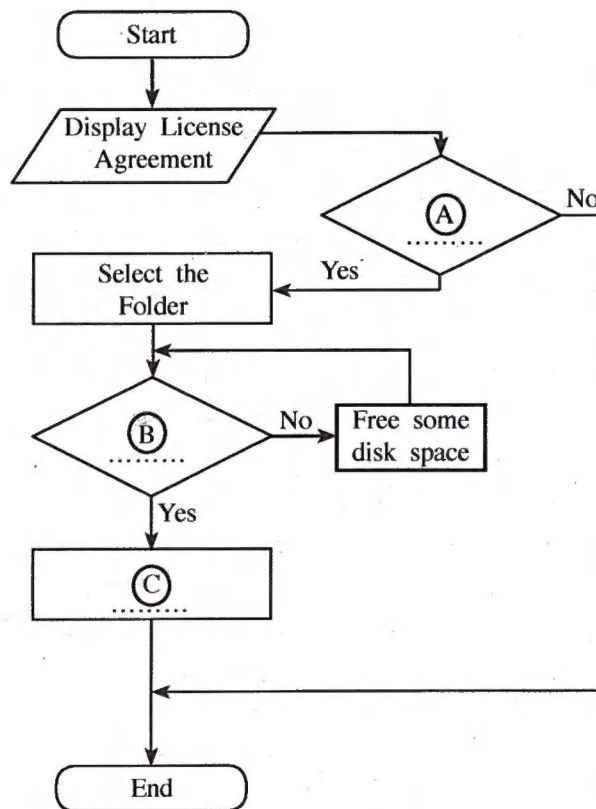 Start
Display License
Agreement
A
............
No
Yes
Select the
Folder
B
............
No
Free some
disk space
Yes
C
............
End